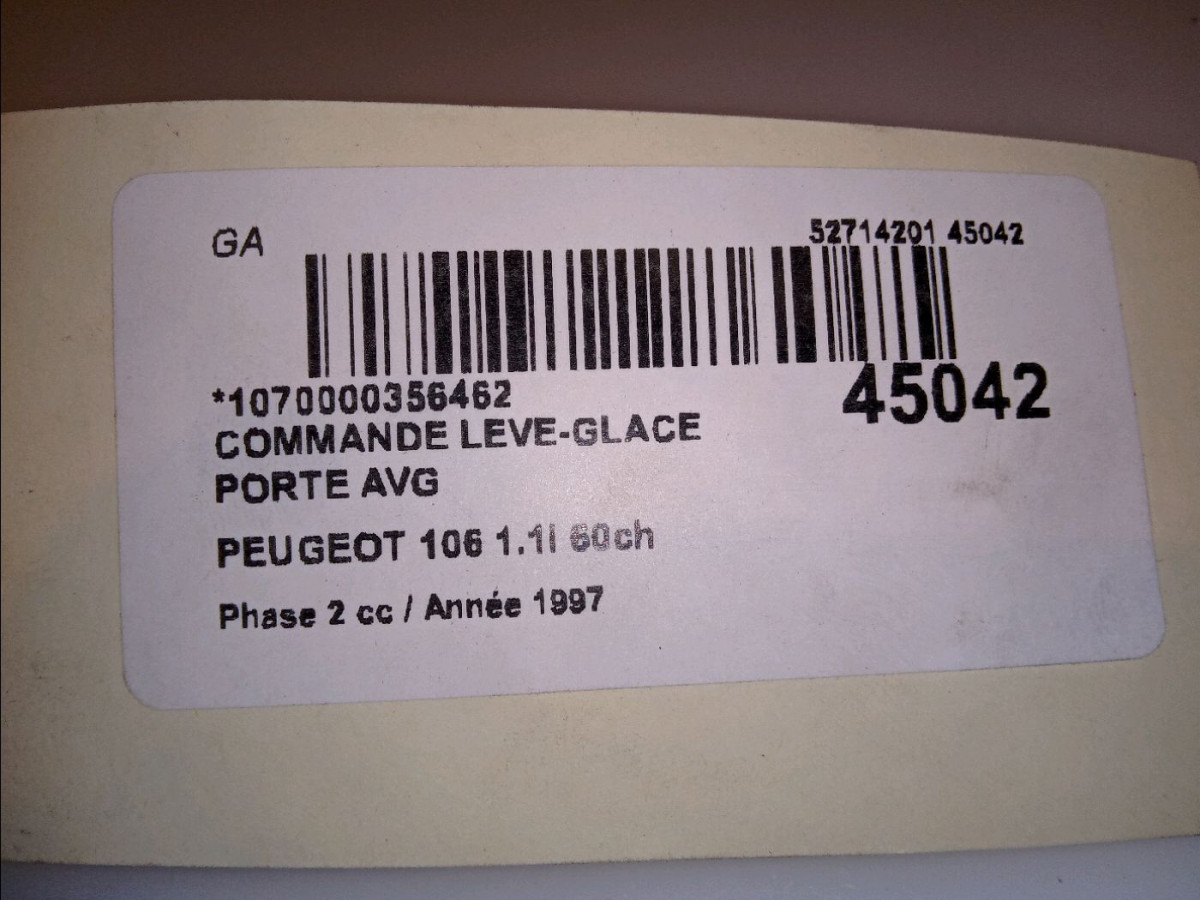 GA
52714201 45042
*1070000356462
45042
COMMANDE LEVE-GLACE
PORTE AVG
PEUGEOT 106 1.1I 60ch
Phase 2 cc / Année 1997